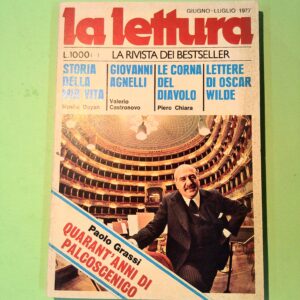 GIUGNO-LUGLIO 1977
la lettura
L.1000
LA RIVISTA DEI BESTSELLER
STORIA
DELLA
MIA VITA
Moshe Dayan
GIOVANNI
AGNELLI
Valerio
Castronovo
LE CORNA
DEL
DIAVOLO
Piero Chiara
LETTERE
DI OSCAR
WILDE
Paolo Grassi
QUARANT'ANNI DI
PALCOSCENICO